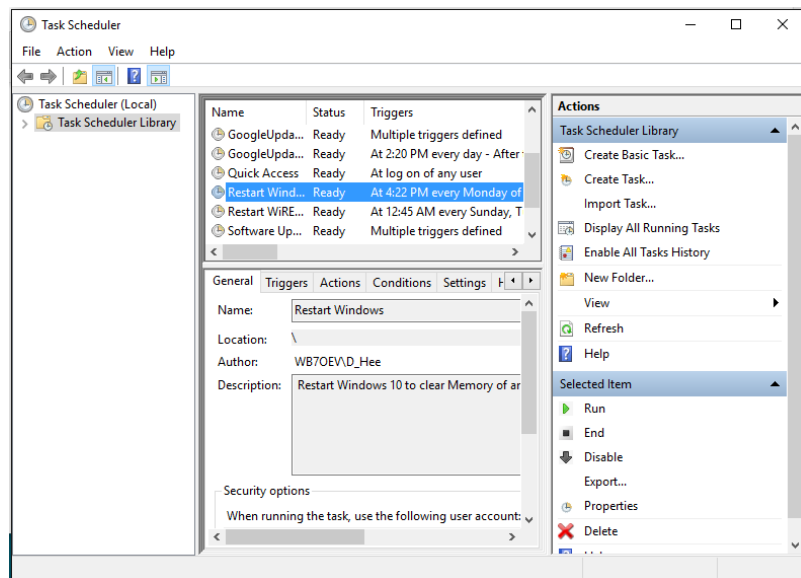 Task Scheduler
File Action View Help
Task Scheduler (Local)
Task Scheduler Library
Name Status Triggers
GoogleUpda... Ready Multiple triggers defined
GoogleUpda... Ready At 2:20 PM every day - After
Quick Access Ready At log on of any user
Restart Wind... Ready At 4:22 PM every Monday of
Restart WiRE... Ready At 12:45 AM every Sunday, T
Software Up... Ready Multiple triggers defined
General Triggers Actions Conditions Settings
Name: Restart Windows
Location: \
Author: WB7OEV\D_Hee
Description: Restart Windows 10 to clear Memory of ar
Security options
When running the task, use the following user account:
Actions
Task Scheduler Library
Create Basic Task...
Create Task...
Import Task...
Display All Running Tasks
Enable All Tasks History
New Folder...
View
Refresh
Help
Selected Item
Run
End
Disable
Export...
Properties
Delete